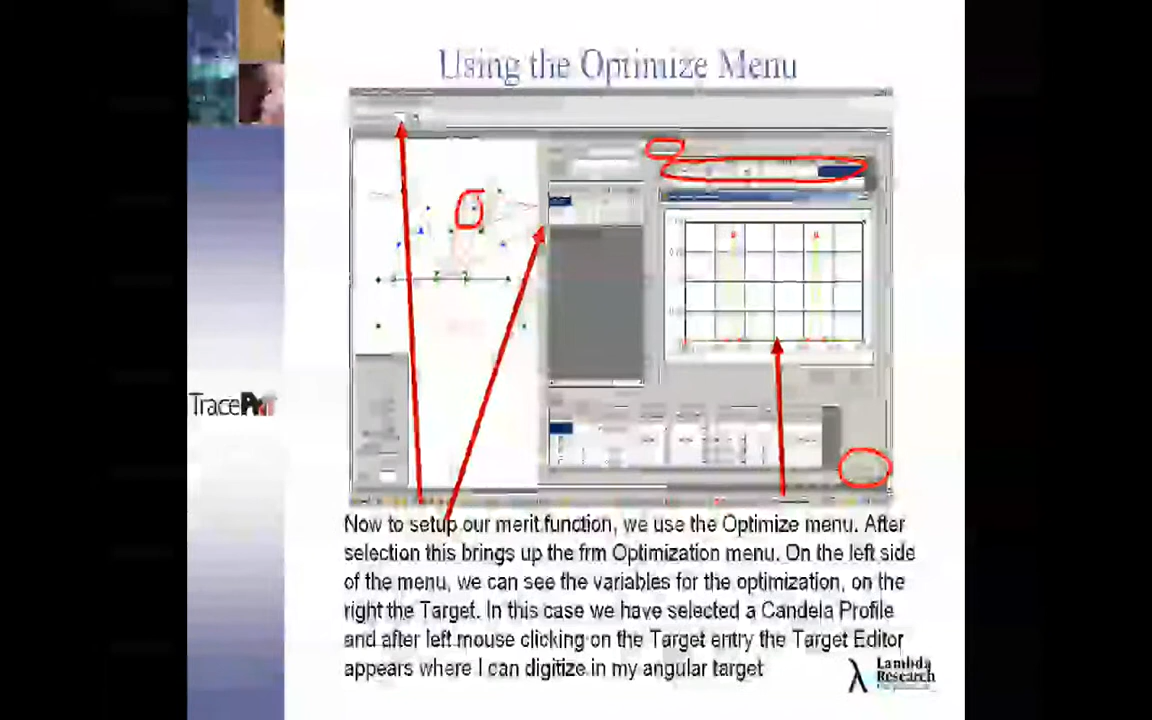 Using the Optimize Menu
TracePro
Now to setup our merit function, we use the Optimize menu. After
selection this brings up the frm Optimization menu. On the left side
of the menu, we can see the variables for the optimization, on the
right the Target. In this case we have selected a Candela Profile
and after left mouse clicking on the Target entry the Target Editor
appears where I can digitize in my angular target
Lambda
Research